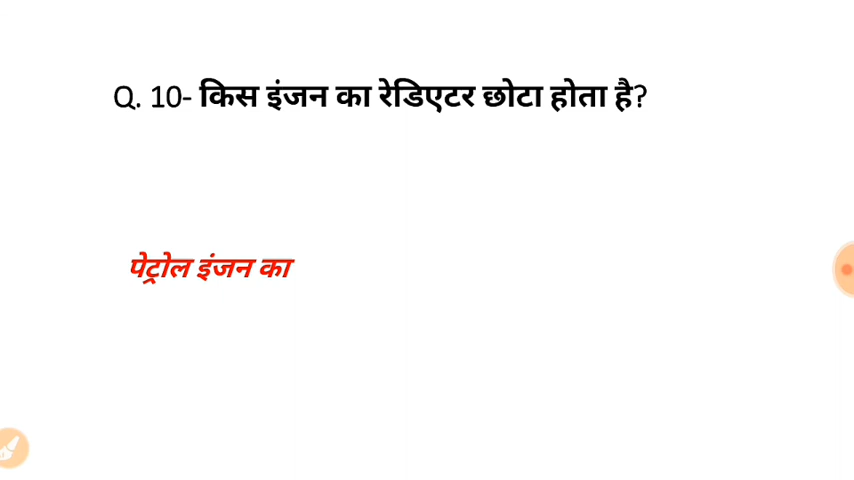 Q. 10- किस इंजन का रेडिएटर छोटा होता है?
पेट्रोल इंजन का